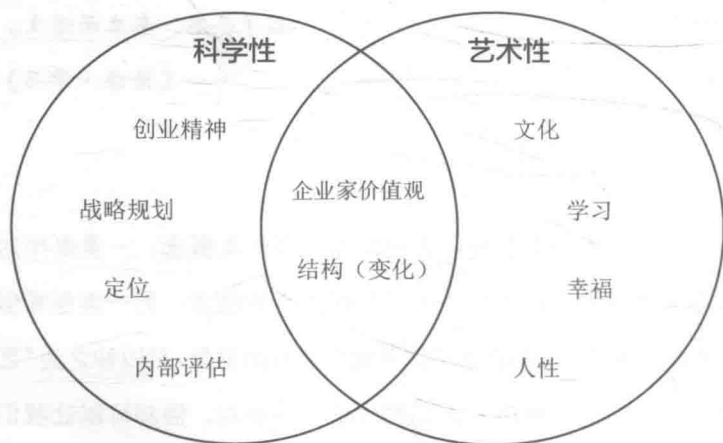 科学性
艺术性
创业精神
文化
企业家价值观
战略规划
学习
结构（变化）
定位
幸福
内部评估
人性